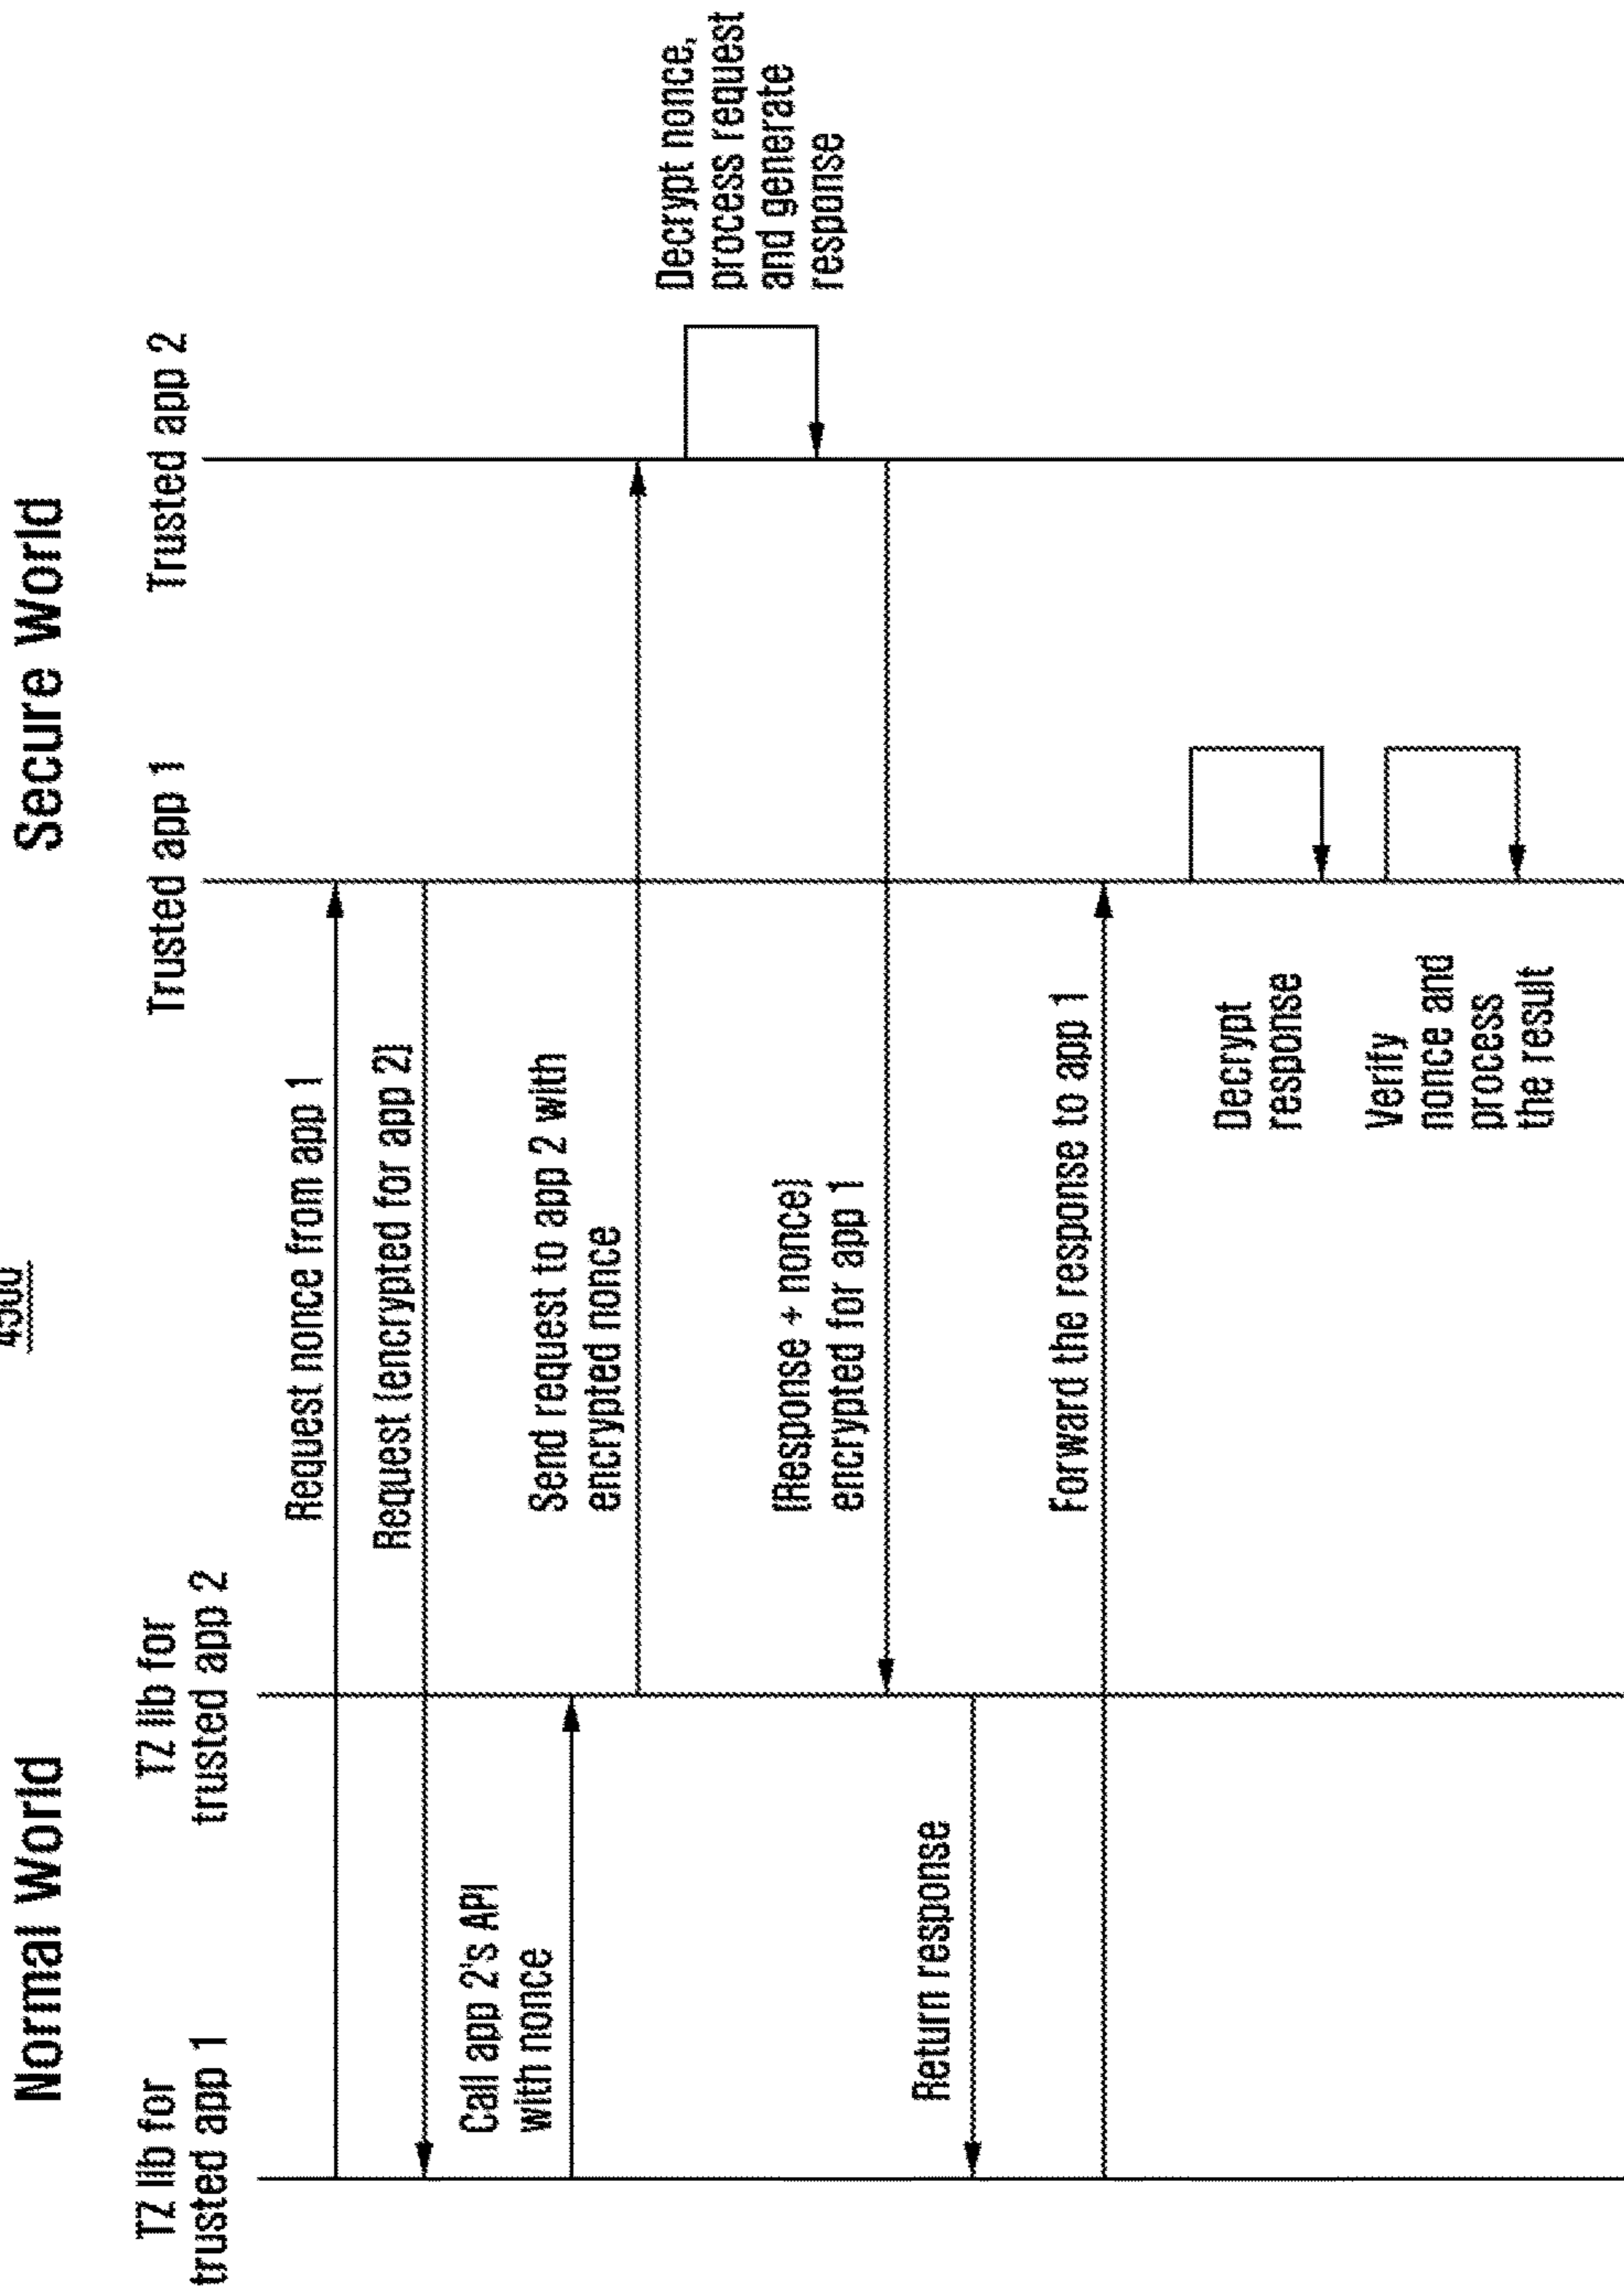 4500
Normal World
Secure World
TZ lib for
trusted app 1
TZ lib for
trusted app 2
Trusted app 1
Trusted app 2
Request nonce from app 1
Request (encrypted for app 2)
Call app 2's API
with nonce
Send request to app 2 with
encrypted nonce
Decrypt nonce,
process request
and generate
response
(Response + nonce)
encrypted for app 1
Return response
Forward the response to app 1
Decrypt
response
Verify
nonce and
process
the result